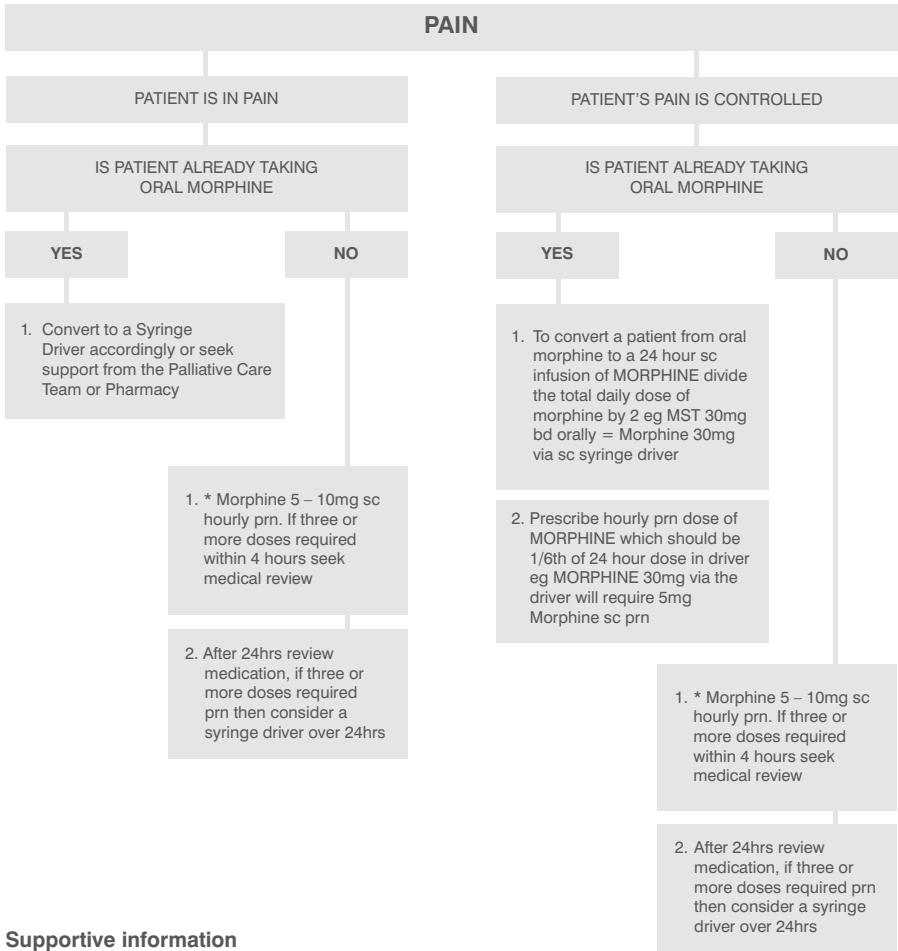 PAIN
PATIENT IS IN PAIN
IS PATIENT ALREADY TAKING
ORAL MORPHINE
YES
NO
1. Convert to a Syringe
Driver accordingly or seek
support from the Palliative Care
Team or Pharmacy
1. * Morphine 5 – 10mg sc
hourly prn. If three or
more doses required
within 4 hours seek
medical review
2. After 24hrs review
medication, if three or
more doses required
prn then consider a
syringe driver over 24hrs
PATIENT'S PAIN IS CONTROLLED
IS PATIENT ALREADY TAKING
ORAL MORPHINE
YES
NO
1. To convert a patient from oral
morphine to a 24 hour sc
infusion of MORPHINE divide
the total daily dose of
morphine by 2 eg MST 30mg
bd orally = Morphine 30mg
via sc syringe driver
2. Prescribe hourly prn dose of
MORPHINE which should be
1/6th of 24 hour dose in driver
eg MORPHINE 30mg via the
driver will require 5mg
Morphine sc prn
1. * Morphine 5 – 10mg sc
hourly prn. If three or
more doses required
within 4 hours seek
medical review
2. After 24hrs review
medication, if three or
more doses required prn
then consider a syringe
driver over 24hrs
Supportive information